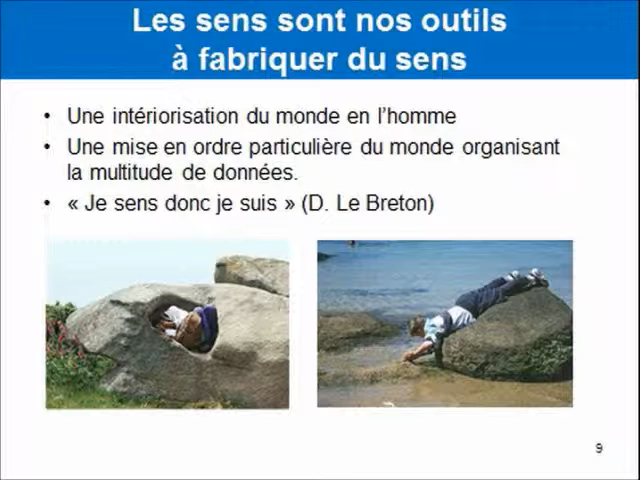 Les sens sont nos outils
à fabriquer du sens
• Une intériorisation du monde en l'homme
• Une mise en ordre particulière du monde organisant
la multitude de données.
• « Je sens donc je suis » (D. Le Breton)
9